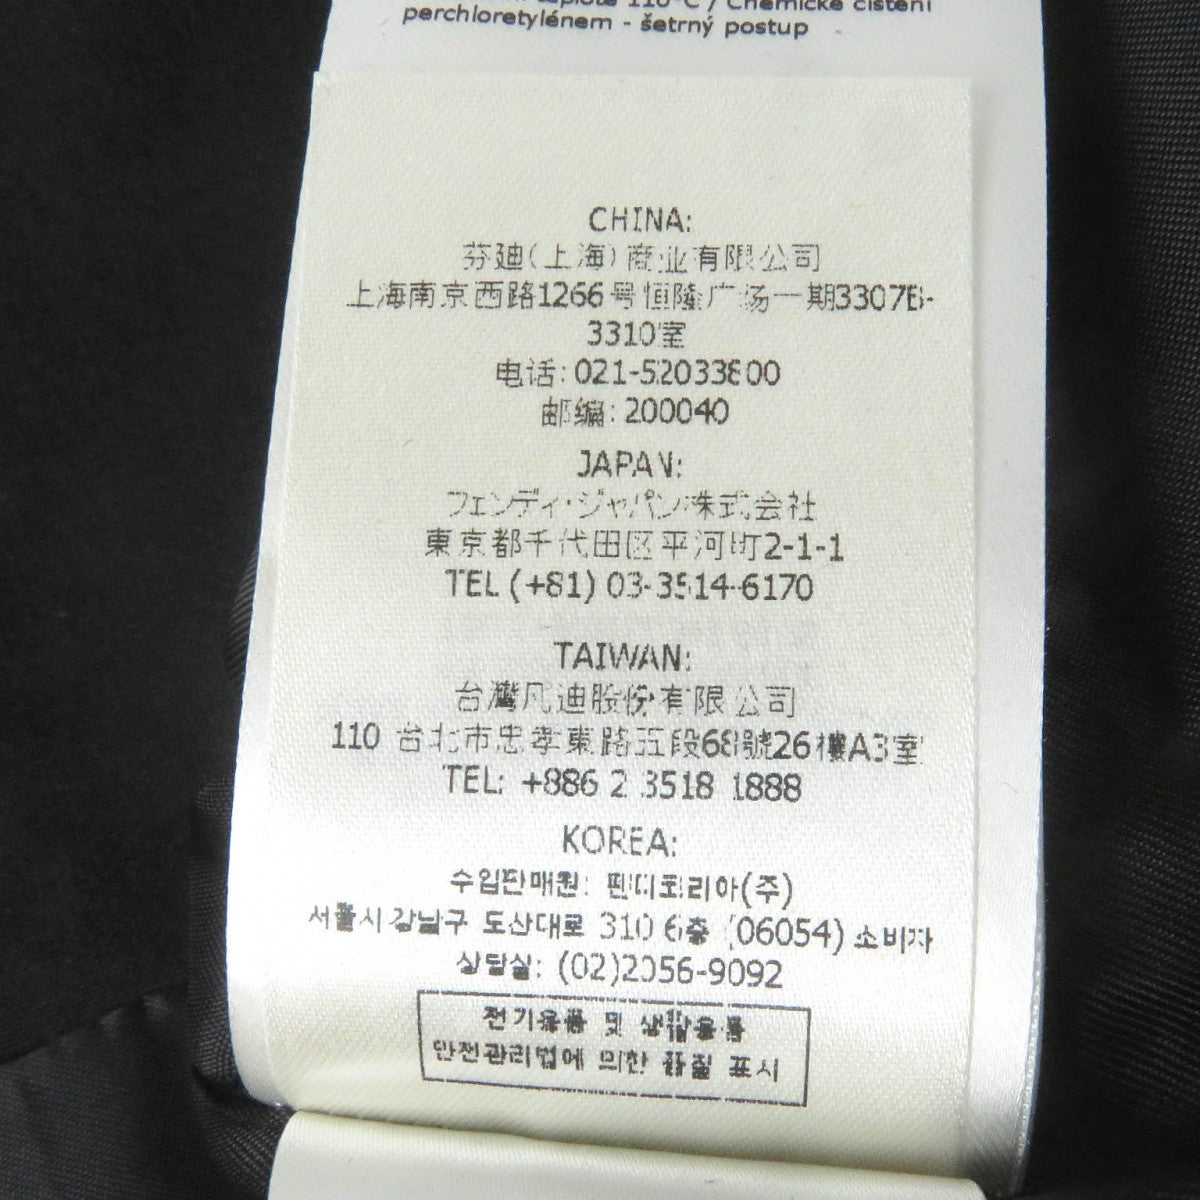 teplotě 110°C / Chemické čištění
perchloretylénem - šetrný postup
CHINA:
芬迪(上海)商业有限公司
上海南京西路1266号恒隆广场一期3307B-
3310室
电话: 021-52033800
邮编: 200040
JAPAN:
フェンディ・ジャパン株式会社
東京都千代田区平河町2-1-1
TEL (+81) 03-3514-6170
TAIWAN:
台灣凡迪股份有限公司
110 台北市忠孝東路五段68號26樓A3室
TEL: +886 2 3518 1888
KOREA:
수입판매원: 펜디코리아(주)
서울시 강남구 도산대로 310 6층 (06054) 소비자
상담실: (02)2056-9092
전기용품 및 생활용품
안전관리법에 의한 품질 표시